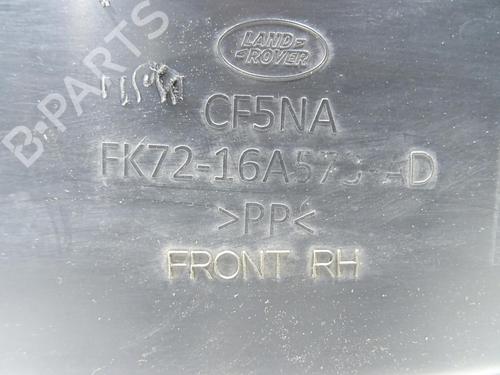 B-PARTS
LAND-
-ROVER
CF5NA
>PP<
FRONT RH